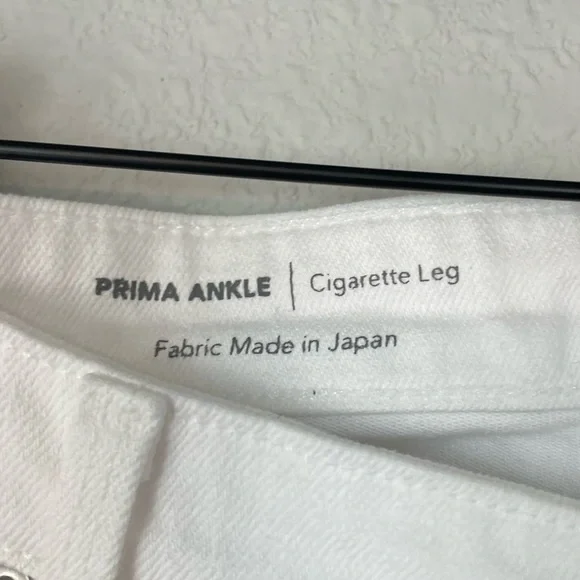 PRIMA ANKLE | Cigarette Leg
Fabric Made in Japan